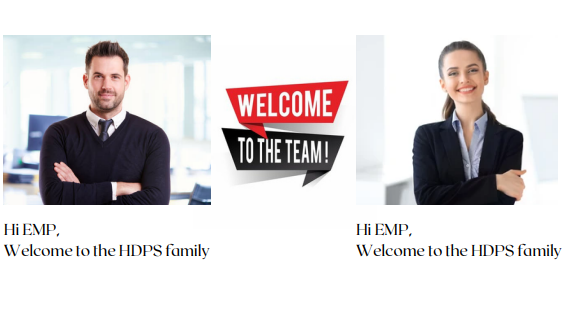 WELCOME
TO THE TEAM!
Hi EMP,
Welcome to the HDPS family
Hi EMP,
Welcome to the HDPS family